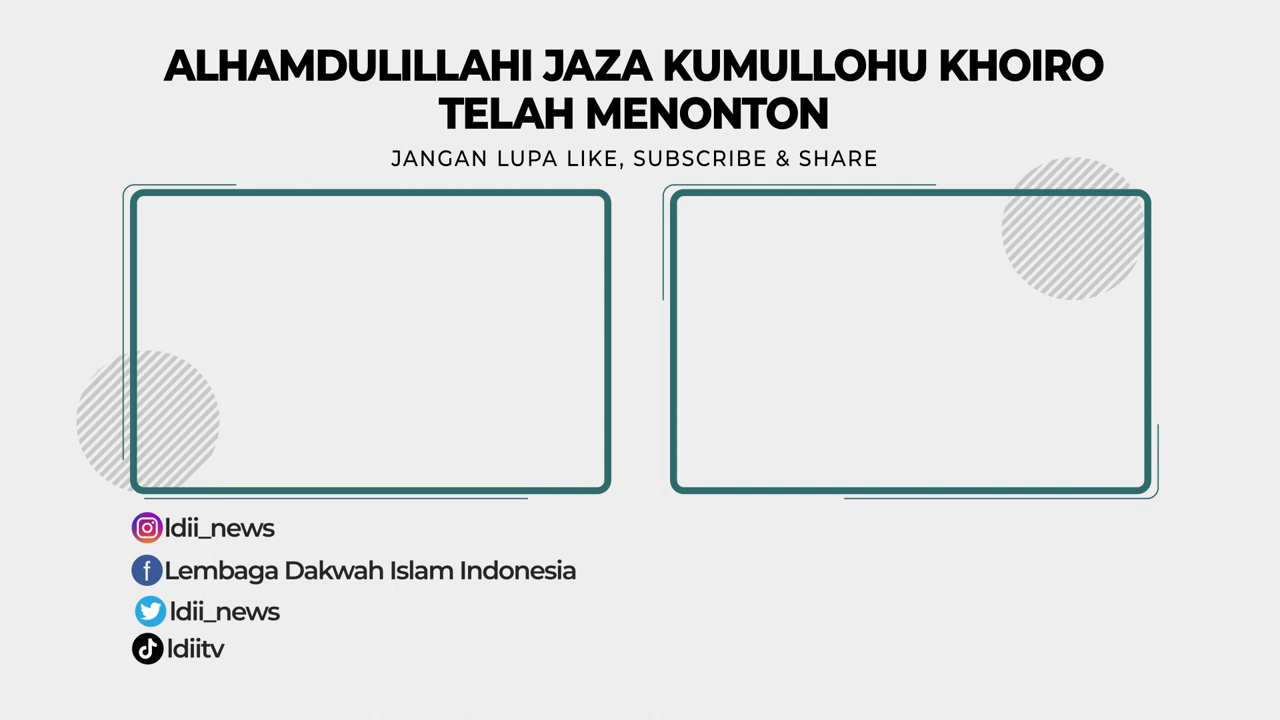 ALHAMDULILLAHI JAZA KUMULLOHU KHOIRO
TELAH MENONTON
JANGAN LUPA LIKE, SUBSCRIBE & SHARE
ldii_news
Lembaga Dakwah Islam Indonesia
ldii_news
ldiitv